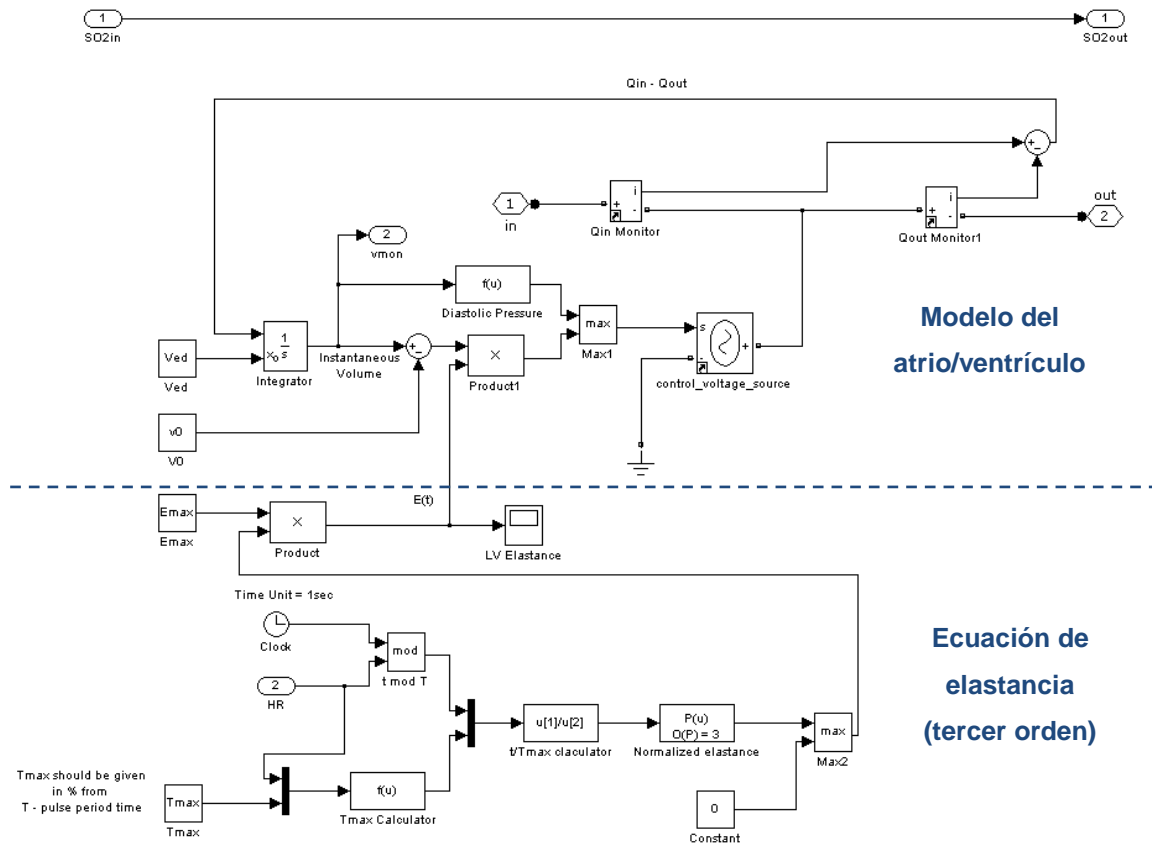 1
SO2in
1
SO2out
Qin - Qout
1
in
+
i
-
Qin Monitor
+
i
-
Qout Monitor1
out
2
+
-
2
vmon
f(u)
Diastolic Pressure
max
Max1
s
-
+
control_voltage_source
Modelo del
atrio/ventrículo
Ved
Ved
1
s
xo
Integrator
Instantaneous
Volume
+
-
×
Product1
v0
V0
E(t)
Emax
Emax
×
Product
LV Elastance
Time Unit = 1sec
Clock
mod
t mod T
2
HR
u[1]/u[2]
t/Tmax claculator
P(u)
O(P) = 3
Normalized elastance
max
Max2
Ecuación de
elastancia
(tercer orden)
Tmax should be given
in % from
T - pulse period time
Tmax
Tmax
f(u)
Tmax Calculator
0
Constant